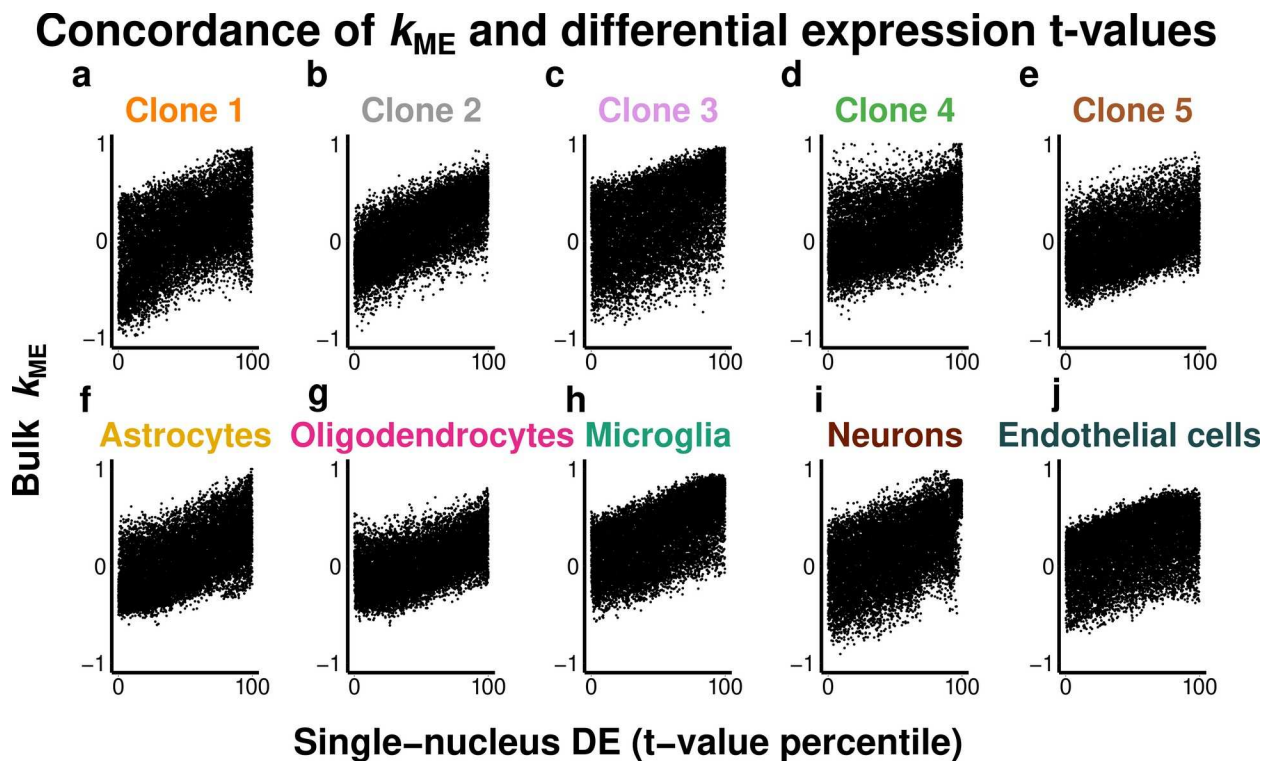 Concordance of kME and differential expression t-values
a b c d e
Clone 1 Clone 2 Clone 3 Clone 4 Clone 5
1 1 1 1 1
0 0 0 0 0
−1 −1 −1 −1 −1
0 100 0 100 0 100 0 100 0 100
f g h i j
Astrocytes Oligodendrocytes Microglia Neurons Endothelial cells
1 1 1 1 1
0 0 0 0 0
−1 −1 −1 −1 −1
0 100 0 100 0 100 0 100 0 100
Bulk kME
Single−nucleus DE (t−value percentile)